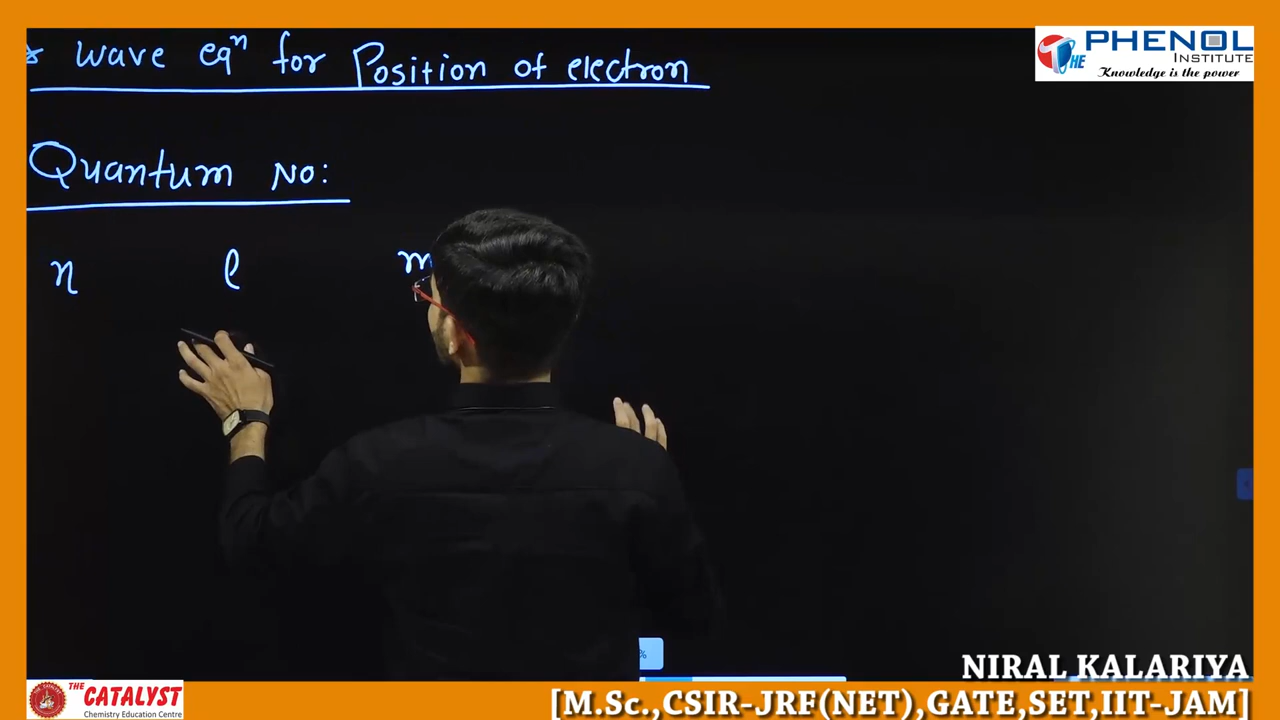 * wave eqⁿ for Position of electron
PHENOL
INSTITUTE
THE
Knowledge is the power
Quantum No:
n l m
%
NIRAL KALARIYA
[M.Sc.,CSIR-JRF(NET),GATE,SET,IIT-JAM]
THE CATALYST
Chemistry Education Centre